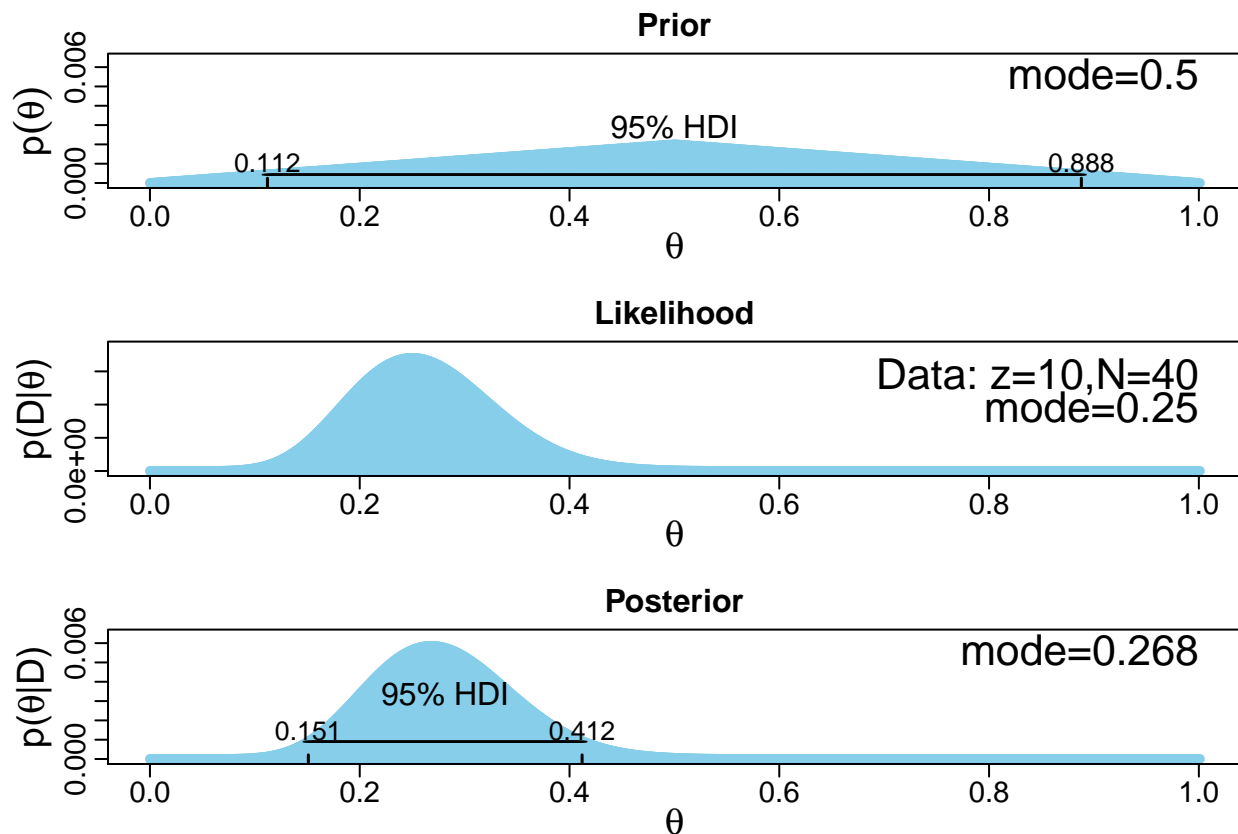 Prior
mode=0.5
p(θ)
0.006
0.000
95% HDI
0.112
0.888
0.0 0.2 0.4 0.6 0.8 1.0
θ
Likelihood
Data: z=10,N=40
mode=0.25
p(D|θ)
0.0e+00
0.0 0.2 0.4 0.6 0.8 1.0
θ
Posterior
mode=0.268
p(θ|D)
0.006
0.000
95% HDI
0.151
0.412
0.0 0.2 0.4 0.6 0.8 1.0
θ